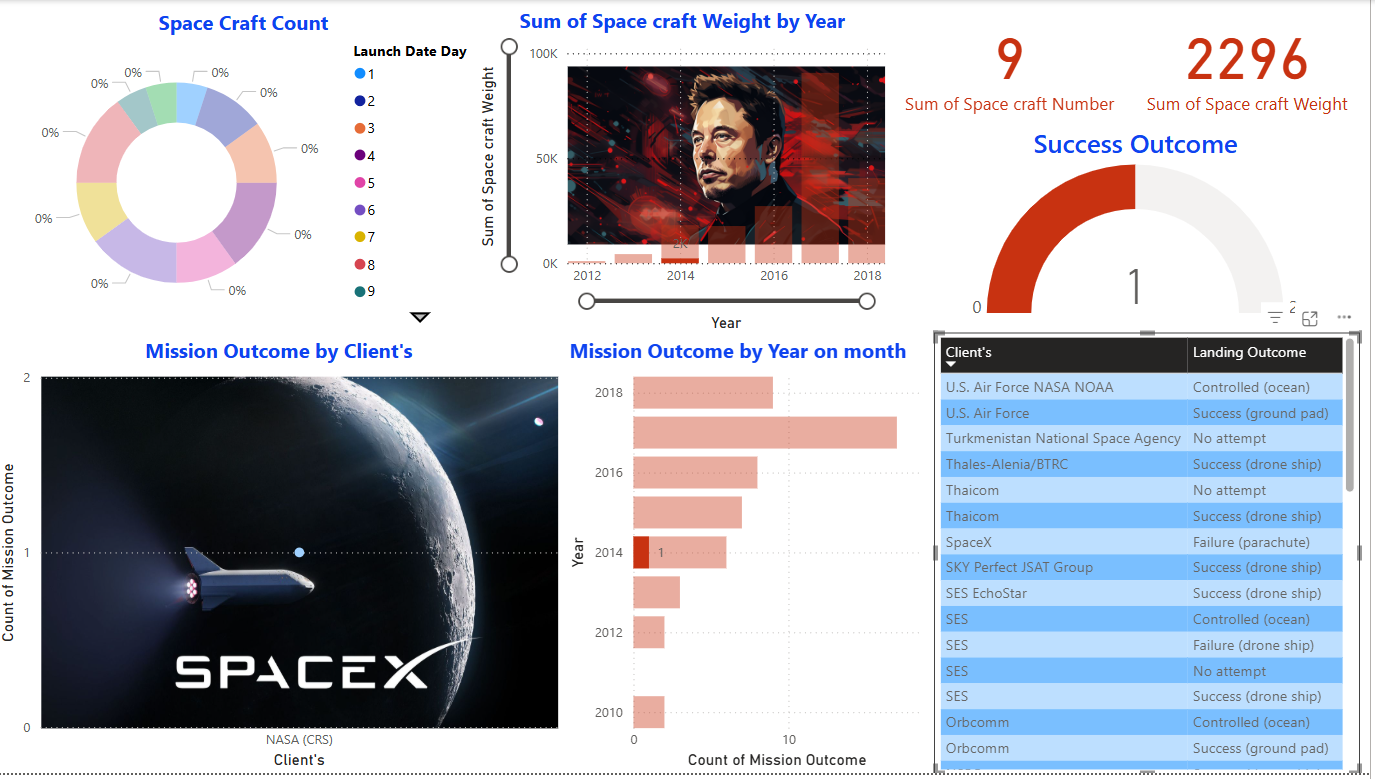 Space Craft Count
Launch Date Day
1
2
3
4
5
6
7
8
9
0%
0%
0%
0%
0%
0%
0%
0%
0%
0%
Sum of Space craft Weight by Year
Sum of Space craft Weight
100K
50K
0K
2K
2012
2014
2016
2018
Year
9
Sum of Space craft Number
2296
Sum of Space craft Weight
Success Outcome
1
0
2
Mission Outcome by Client's
Count of Mission Outcome
2
1
0
SPACEX
NASA (CRS)
Client's
Mission Outcome by Year on month
Year
2018
2016
2014
1
2012
2010
0
10
Count of Mission Outcome
Client's Landing Outcome
U.S. Air Force NASA NOAA Controlled (ocean)
U.S. Air Force Success (ground pad)
Turkmenistan National Space Agency No attempt
Thales-Alenia/BTRC Success (drone ship)
Thaicom No attempt
Thaicom Success (drone ship)
SpaceX Failure (parachute)
SKY Perfect JSAT Group Success (drone ship)
SES EchoStar Success (drone ship)
SES Controlled (ocean)
SES Failure (drone ship)
SES No attempt
SES Success (drone ship)
Orbcomm Controlled (ocean)
Orbcomm Success (ground pad)